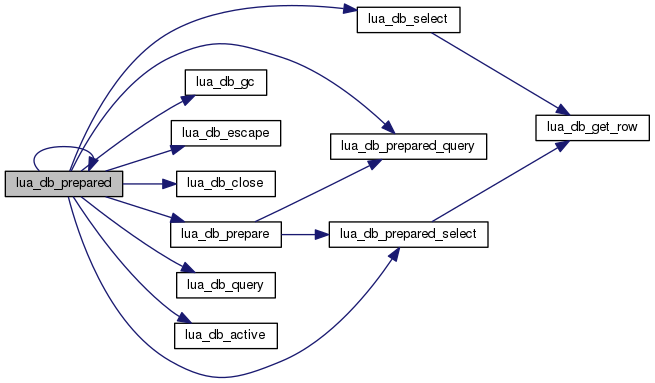 lua_db_select
lua_db_gc
lua_db_get_row
lua_db_escape
lua_db_prepared_query
lua_db_prepared
lua_db_close
lua_db_prepare
lua_db_prepared_select
lua_db_query
lua_db_active